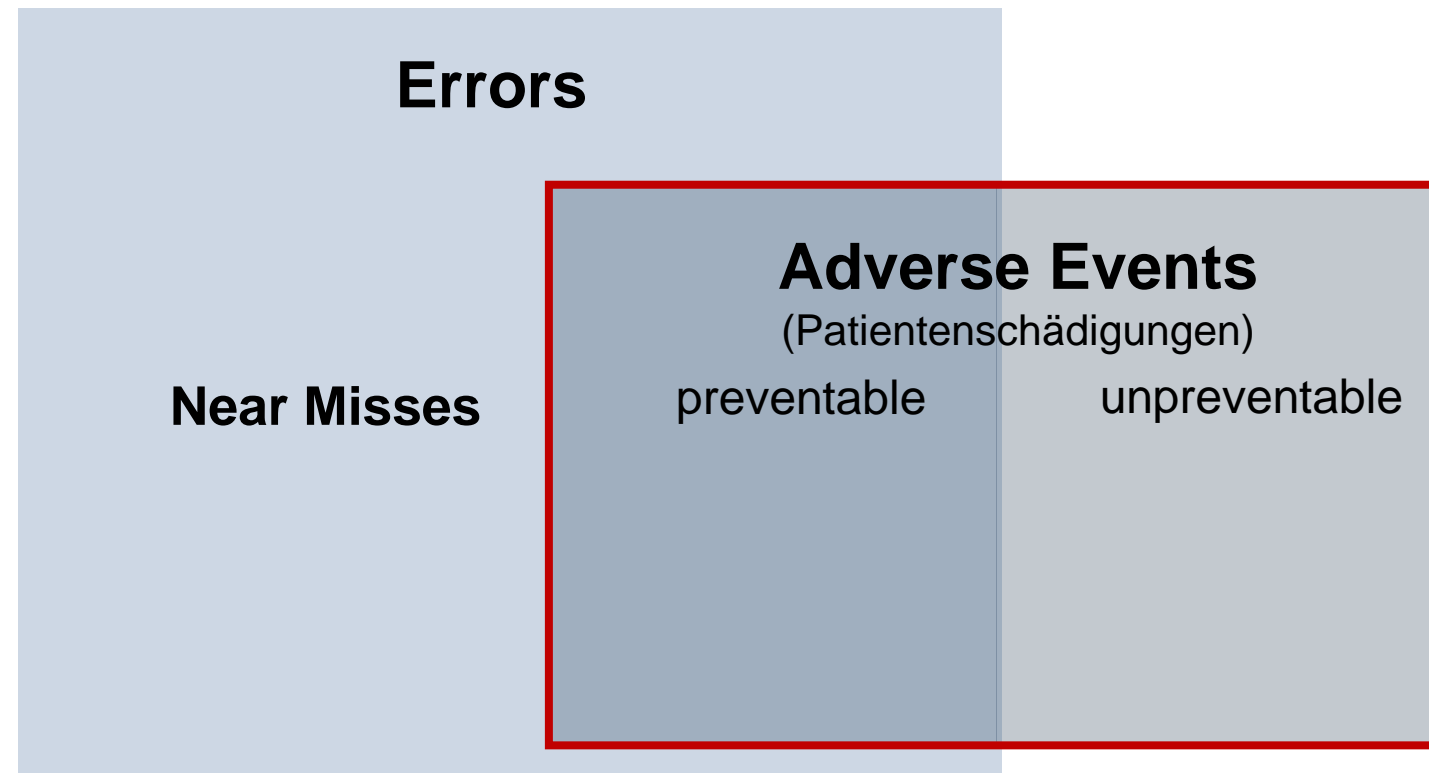 Errors
Adverse Events
(Patientenschädigungen)
Near Misses
preventable
unpreventable